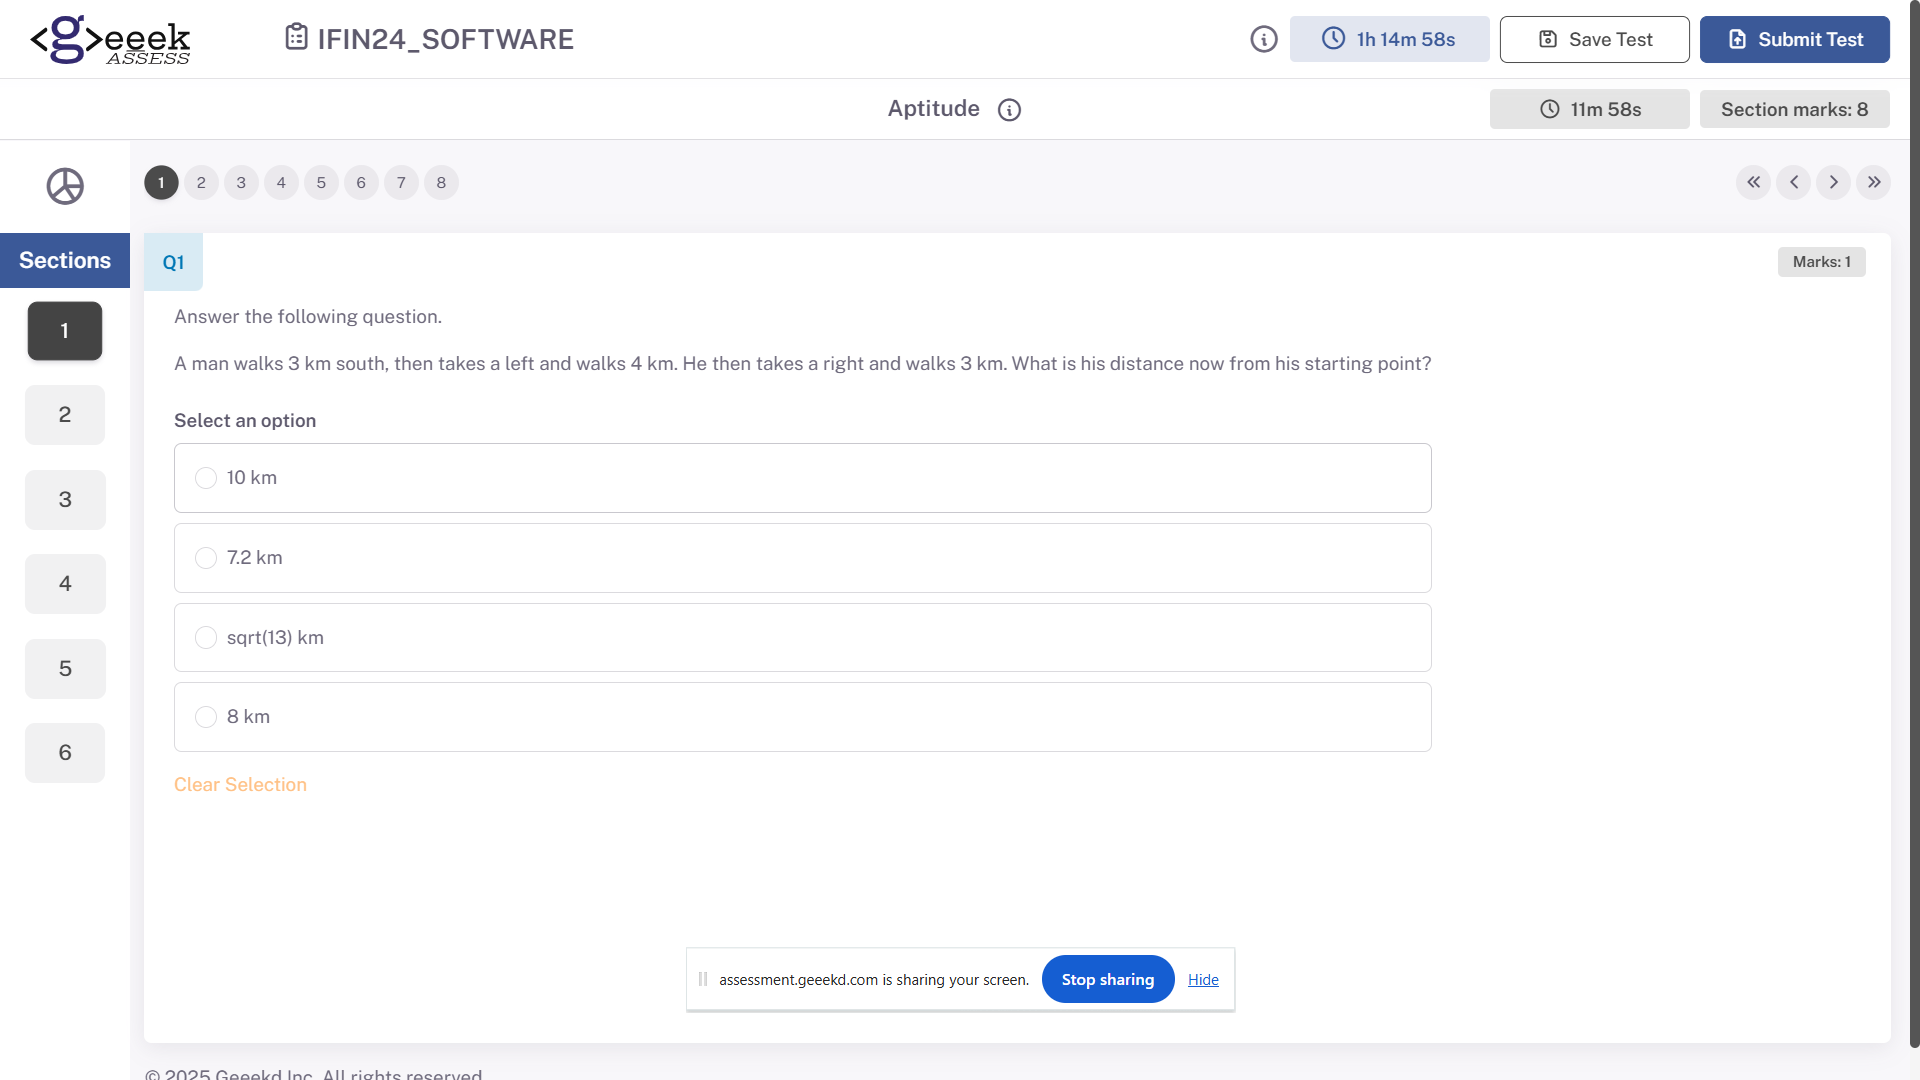 <g>eeek
ASSESS
IFIN24_SOFTWARE
1h 14m 58s
Save Test
Submit Test
Aptitude
11m 58s
Section marks: 8
1 2 3 4 5 6 7 8
Sections
1
2
3
4
5
6
Q1
Marks: 1
Answer the following question.
A man walks 3 km south, then takes a left and walks 4 km. He then takes a right and walks 3 km. What is his distance now from his starting point?
Select an option
10 km
7.2 km
sqrt(13) km
8 km
Clear Selection
assessment.geeekd.com is sharing your screen.
Stop sharing
Hide
© 2025 Geeekd Inc. All rights reserved